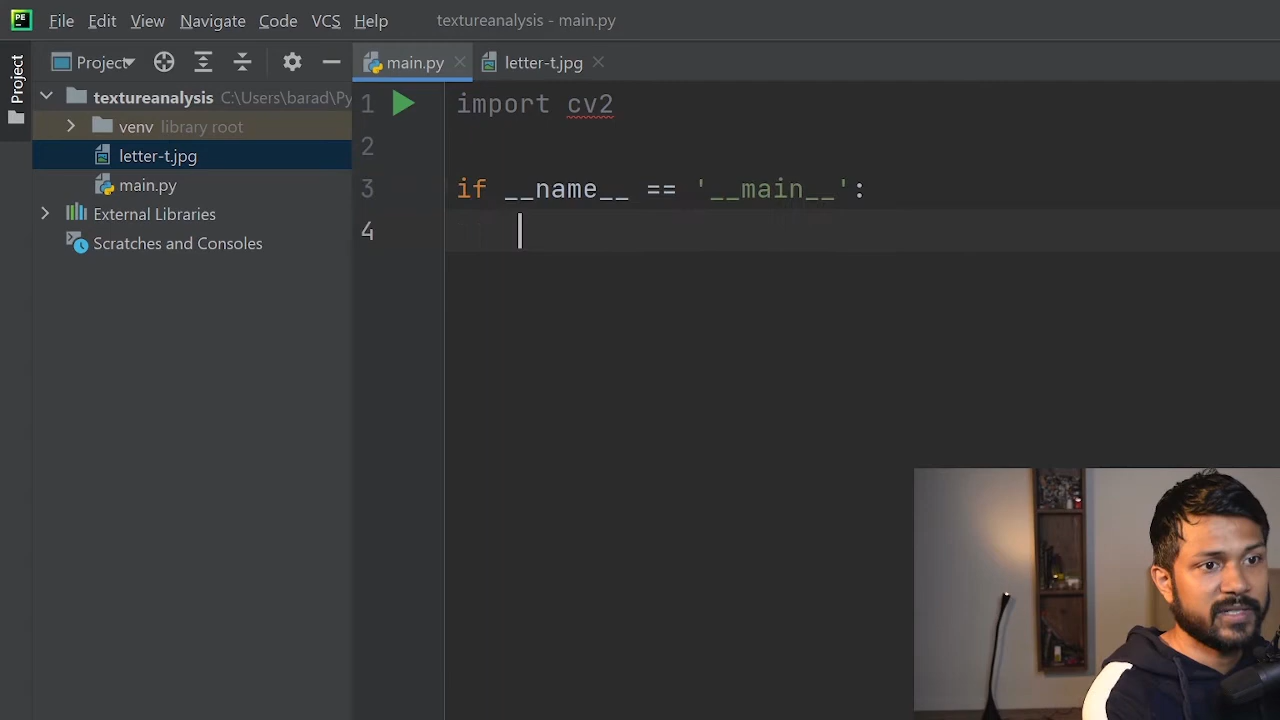 PE File Edit View Navigate Code VCS Help textureanalysis - main.py
Project
Project main.py letter-t.jpg
textureanalysis C:\Users\barad\Py
venv library root
letter-t.jpg
main.py
External Libraries
Scratches and Consoles
1 import cv2
2
3 if __name__ == '__main__':
4